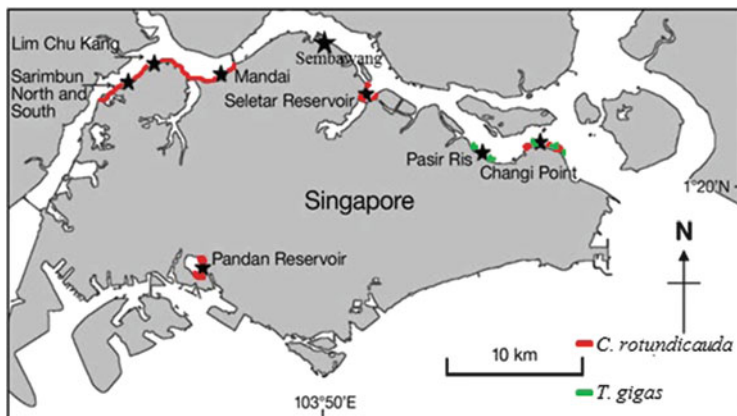 Lim Chu Kang
Sarimbun
North and
South
Mandai
Sembawang
Seletar Reservoir
Pasir Ris
Changi Point
1°20'N
Singapore
Pandan Reservoir
N
10 km
C. rotundicauda
T. gigas
103°50'E